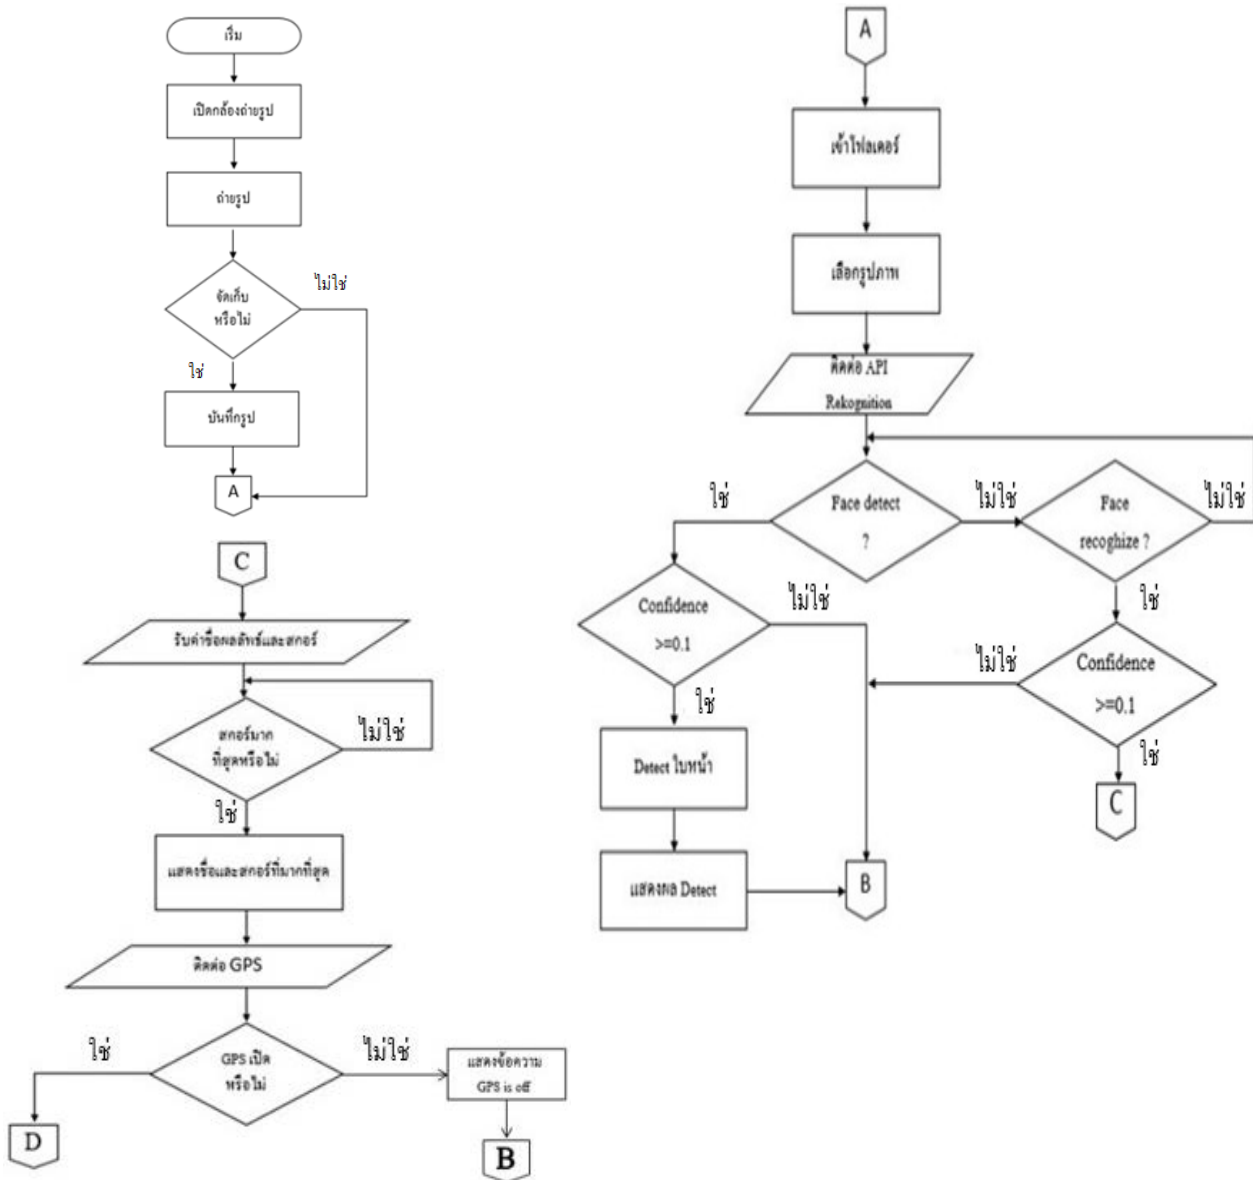 เริ่ม
เปิดกล้องถ่ายรูป
ถ่ายรูป
จัดเก็บ
หรือไม่
ไม่ใช่
ใช่
บันทึกรูป
A
C
รับค่าชื่อผลลัพธ์และสกอร์
สกอร์มาก
ที่สุดหรือไม่
ไม่ใช่
ใช่
แสดงชื่อและสกอร์ที่มากที่สุด
ติดต่อ GPS
GPS เปิด
หรือไม่
ใช่
ไม่ใช่
แสดงข้อความ
GPS is off
D
B
A
เข้าโฟลเดอร์
เลือกรูปภาพ
ติดต่อ API
Rekognition
Face detect
?
ใช่
ไม่ใช่
Face
recoghize ?
ไม่ใช่
ใช่
Confidence
>=0.1
ไม่ใช่
ใช่
Confidence
>=0.1
ไม่ใช่
ใช่
Detect ใบหน้า
แสดงผล Detect
B
C